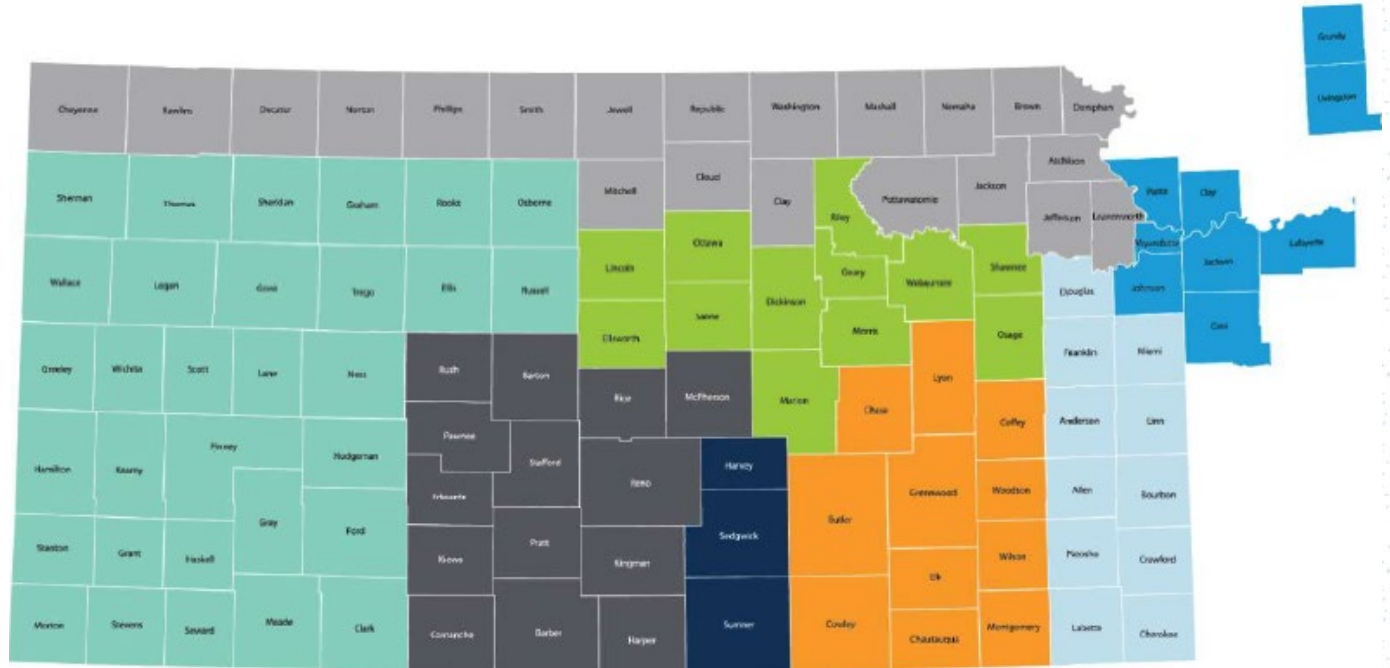 Grundy
Livingston
Cheyenne
Rawlins
Decatur
Norton
Phillips
Smith
Jewell
Republic
Washington
Marshall
Nemaha
Brown
Doniphan
Sherman
Thomas
Sheridan
Graham
Rooks
Osborne
Mitchell
Cloud
Clay
Riley
Pottawatomie
Jackson
Atchison
Jefferson
Leavenworth
Platte
Clay
Wallace
Logan
Gove
Trego
Ellis
Russell
Lincoln
Ottawa
Dickinson
Geary
Wabaunsee
Shawnee
Douglas
Wyandotte
Johnson
Jackson
Lafayette
Cass
Ellsworth
Saline
Morris
Osage
Franklin
Miami
Greeley
Wichita
Scott
Lane
Ness
Rush
Barton
Rice
McPherson
Marion
Chase
Lyon
Coffey
Anderson
Linn
Hamilton
Kearny
Finney
Hodgeman
Pawnee
Stafford
Edwards
Reno
Harvey
Butler
Greenwood
Woodson
Allen
Bourbon
Stanton
Grant
Haskell
Gray
Ford
Kiowa
Pratt
Kingman
Sedgwick
Elk
Wilson
Neosho
Crawford
Morton
Stevens
Seward
Meade
Clark
Comanche
Barber
Harper
Sumner
Cowley
Chautauqua
Montgomery
Labette
Cherokee